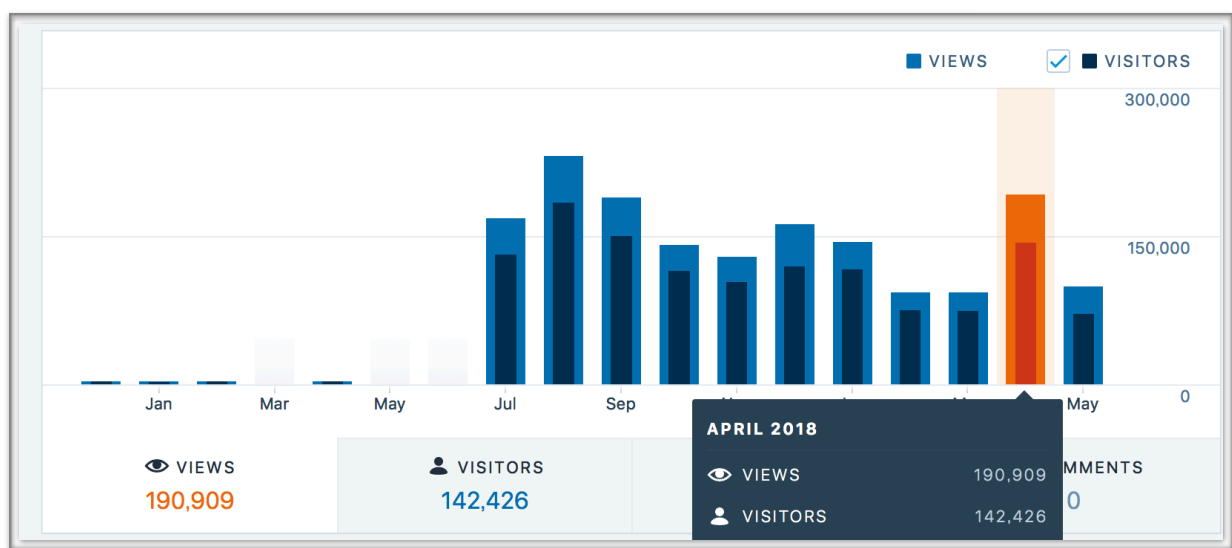 VIEWS VISITORS
300,000
150,000
0
Jan Mar May Jul Sep May
APRIL 2018
VIEWS 190,909
VISITORS 142,426
VIEWS
190,909
VISITORS
142,426
MMENTS
0